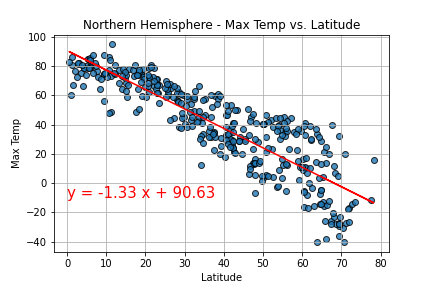 Northern Hemisphere - Max Temp vs. Latitude
100
80
60
40
20
0
−20
−40
Max Temp
y = -1.33 x + 90.63
0 10 20 30 40 50 60 70 80
Latitude